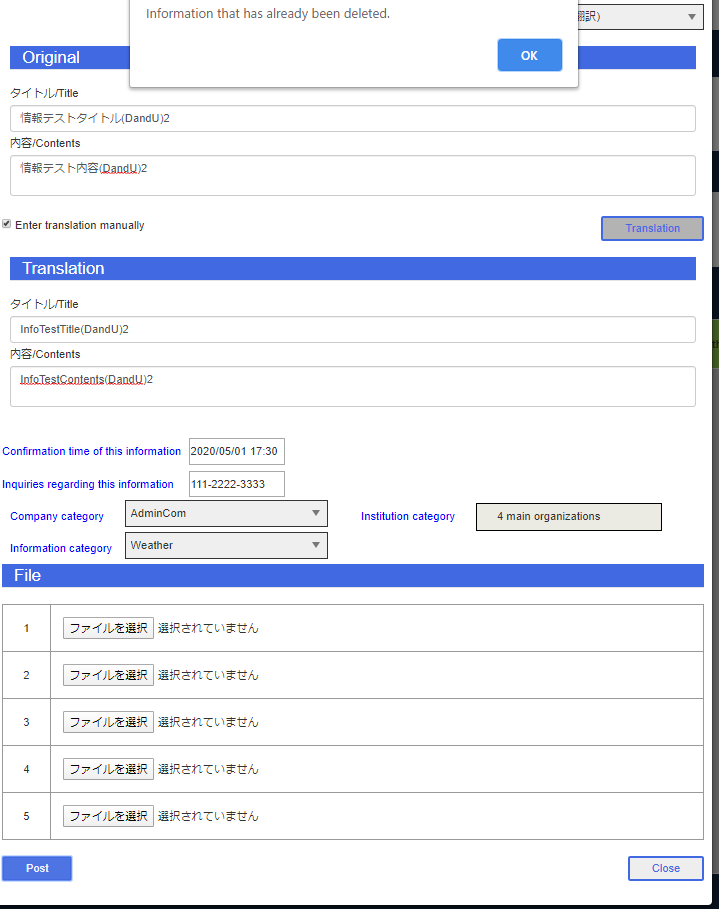 Information that has already been deleted.
翻訳)
OK
Original
タイトル/Title
情報テストタイトル(DandU)2
内容/Contents
情報テスト内容(DandU)2
Enter translation manually
Translation
Translation
タイトル/Title
InfoTestTitle(DandU)2
内容/Contents
InfoTestContents(DandU)2
Confirmation time of this information 2020/05/01 17:30
Inquiries regarding this information 111-2222-3333
Company category AdminCom Institution category 4 main organizations
Information category Weather
File
1 ファイルを選択 選択されていません
2 ファイルを選択 選択されていません
3 ファイルを選択 選択されていません
4 ファイルを選択 選択されていません
5 ファイルを選択 選択されていません
Post Close